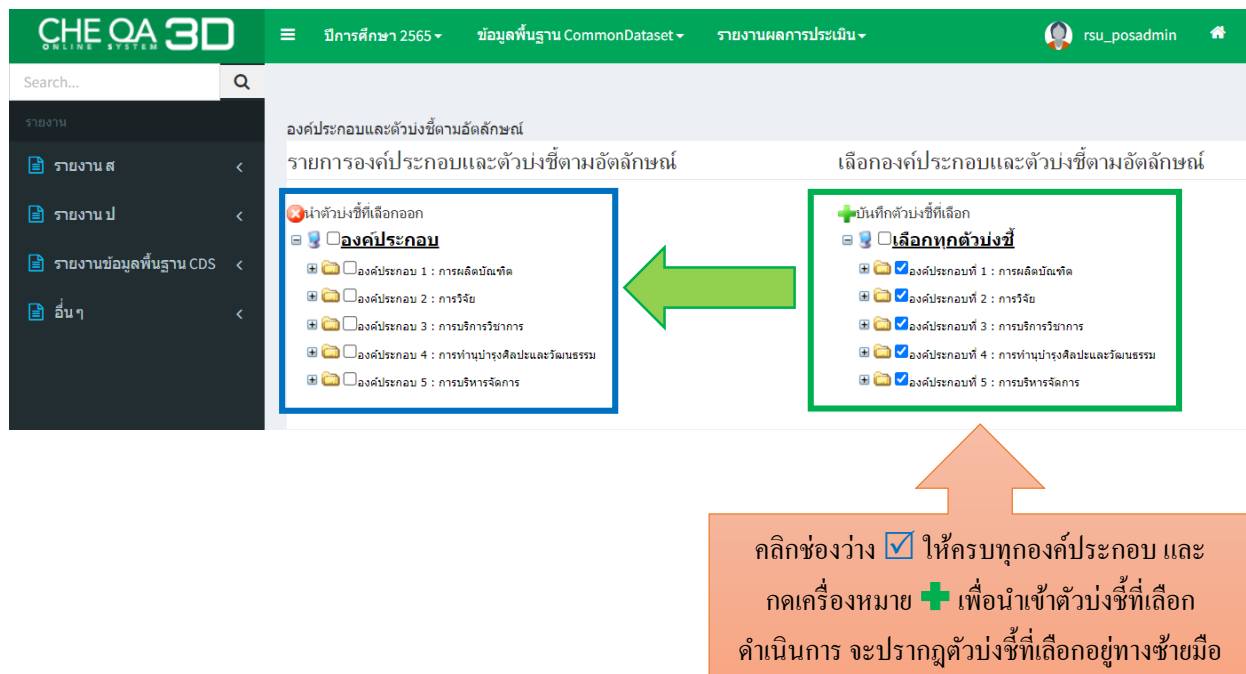 CHE QA 3D
ONLINE SYSTEM
ปีการศึกษา 2565
ข้อมูลพื้นฐาน CommonDataset
รายงานผลการประเมิน
rsu_posadmin
Search...
รายงาน
รายงาน ส
รายงาน ป
รายงานข้อมูลพื้นฐาน CDS
อื่น ๆ
องค์ประกอบและตัวบ่งชี้ตามอัตลักษณ์
รายการองค์ประกอบและตัวบ่งชี้ตามอัตลักษณ์
นำตัวบ่งชี้ที่เลือกออก
องค์ประกอบ
องค์ประกอบ 1 : การผลิตบัณฑิต
องค์ประกอบ 2 : การวิจัย
องค์ประกอบ 3 : การบริการวิชาการ
องค์ประกอบ 4 : การทำนุบำรุงศิลปะและวัฒนธรรม
องค์ประกอบ 5 : การบริหารจัดการ
เลือกองค์ประกอบและตัวบ่งชี้ตามอัตลักษณ์
บันทึกตัวบ่งชี้ที่เลือก
เลือกทุกตัวบ่งชี้
องค์ประกอบที่ 1 : การผลิตบัณฑิต
องค์ประกอบที่ 2 : การวิจัย
องค์ประกอบที่ 3 : การบริการวิชาการ
องค์ประกอบที่ 4 : การทำนุบำรุงศิลปะและวัฒนธรรม
องค์ประกอบที่ 5 : การบริหารจัดการ
คลิกช่องว่าง ☑ ให้ครบทุกองค์ประกอบ และ
กดเครื่องหมาย ➕ เพื่อนำเข้าตัวบ่งชี้ที่เลือก
ดำเนินการ จะปรากฏตัวบ่งชี้ที่เลือกอยู่ทางซ้ายมือ